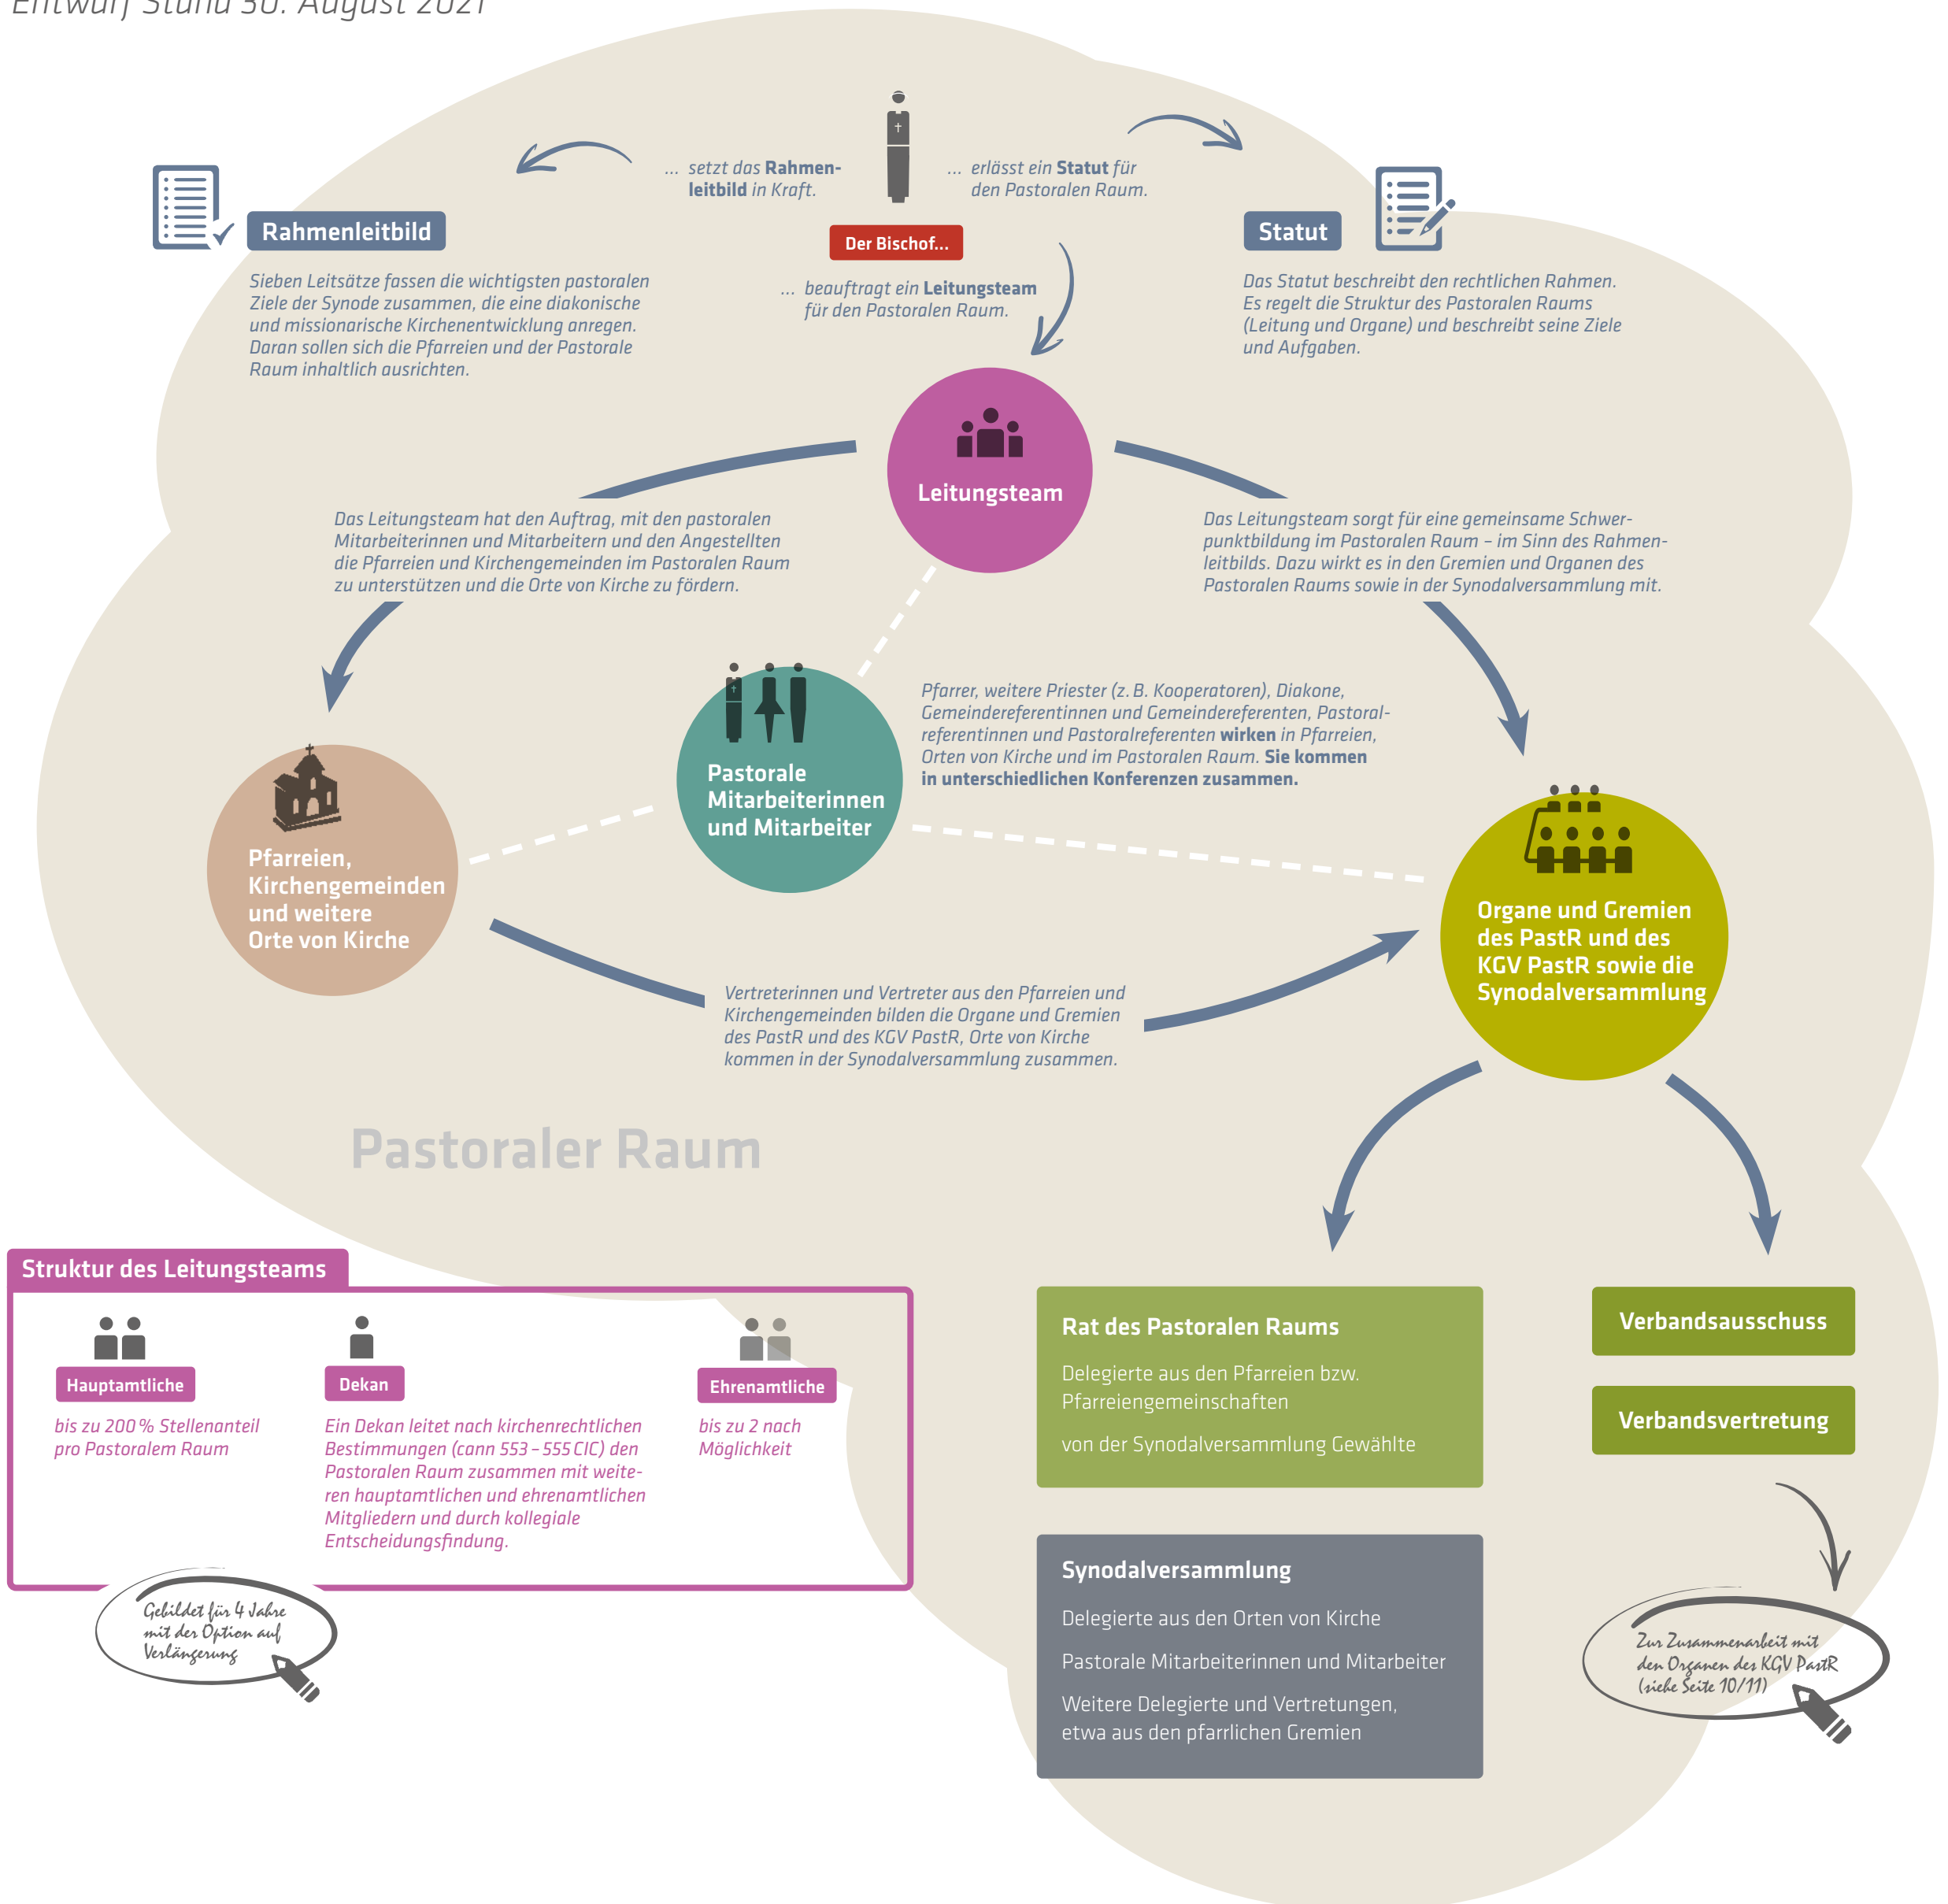 Entwurf Stand 30. August 2021
... setzt das Rahmen-
leitbild in Kraft.
... erlässt ein Statut für
den Pastoralen Raum.
Der Bischof...
... beauftragt ein Leitungsteam
für den Pastoralen Raum.
Rahmenleitbild
Sieben Leitsätze fassen die wichtigsten pastoralen
Ziele der Synode zusammen, die eine diakonische
und missionarische Kirchenentwicklung anregen.
Daran sollen sich die Pfarreien und der Pastorale
Raum inhaltlich ausrichten.
Statut
Das Statut beschreibt den rechtlichen Rahmen.
Es regelt die Struktur des Pastoralen Raums
(Leitung und Organe) und beschreibt seine Ziele
und Aufgaben.
Leitungsteam
Das Leitungsteam hat den Auftrag, mit den pastoralen
Mitarbeiterinnen und Mitarbeitern und den Angestellten
die Pfarreien und Kirchengemeinden im Pastoralen Raum
zu unterstützen und die Orte von Kirche zu fördern.
Das Leitungsteam sorgt für eine gemeinsame Schwer-
punktbildung im Pastoralen Raum – im Sinn des Rahmen-
leitbilds. Dazu wirkt es in den Gremien und Organen des
Pastoralen Raums sowie in der Synodalversammlung mit.
Pastorale
Mitarbeiterinnen
und Mitarbeiter
Pfarrer, weitere Priester (z. B. Kooperatoren), Diakone,
Gemeindereferentinnen und Gemeindereferenten, Pastoral-
referentinnen und Pastoralreferenten wirken in Pfarreien,
Orten von Kirche und im Pastoralen Raum. Sie kommen
in unterschiedlichen Konferenzen zusammen.
Pfarreien,
Kirchengemeinden
und weitere
Orte von Kirche
Organe und Gremien
des PastR und des
KGV PastR sowie die
Synodalversammlung
Vertreterinnen und Vertreter aus den Pfarreien und
Kirchengemeinden bilden die Organe und Gremien
des PastR und des KGV PastR, Orte von Kirche
kommen in der Synodalversammlung zusammen.
Pastoraler Raum
Struktur des Leitungsteams
Hauptamtliche
bis zu 200 % Stellenanteil
pro Pastoralem Raum
Dekan
Ein Dekan leitet nach kirchenrechtlichen
Bestimmungen (cann 553 – 555 CIC) den
Pastoralen Raum zusammen mit weite-
ren hauptamtlichen und ehrenamtlichen
Mitgliedern und durch kollegiale
Entscheidungsfindung.
Ehrenamtliche
bis zu 2 nach
Möglichkeit
Gebildet für 4 Jahre
mit der Option auf
Verlängerung
Rat des Pastoralen Raums
Delegierte aus den Pfarreien bzw.
Pfarreiengemeinschaften
von der Synodalversammlung Gewählte
Verbandsausschuss
Verbandsvertretung
Synodalversammlung
Delegierte aus den Orten von Kirche
Pastorale Mitarbeiterinnen und Mitarbeiter
Weitere Delegierte und Vertretungen,
etwa aus den pfarrlichen Gremien
Zur Zusammenarbeit mit
den Organen des KGV PastR
(siehe Seite 10/11)